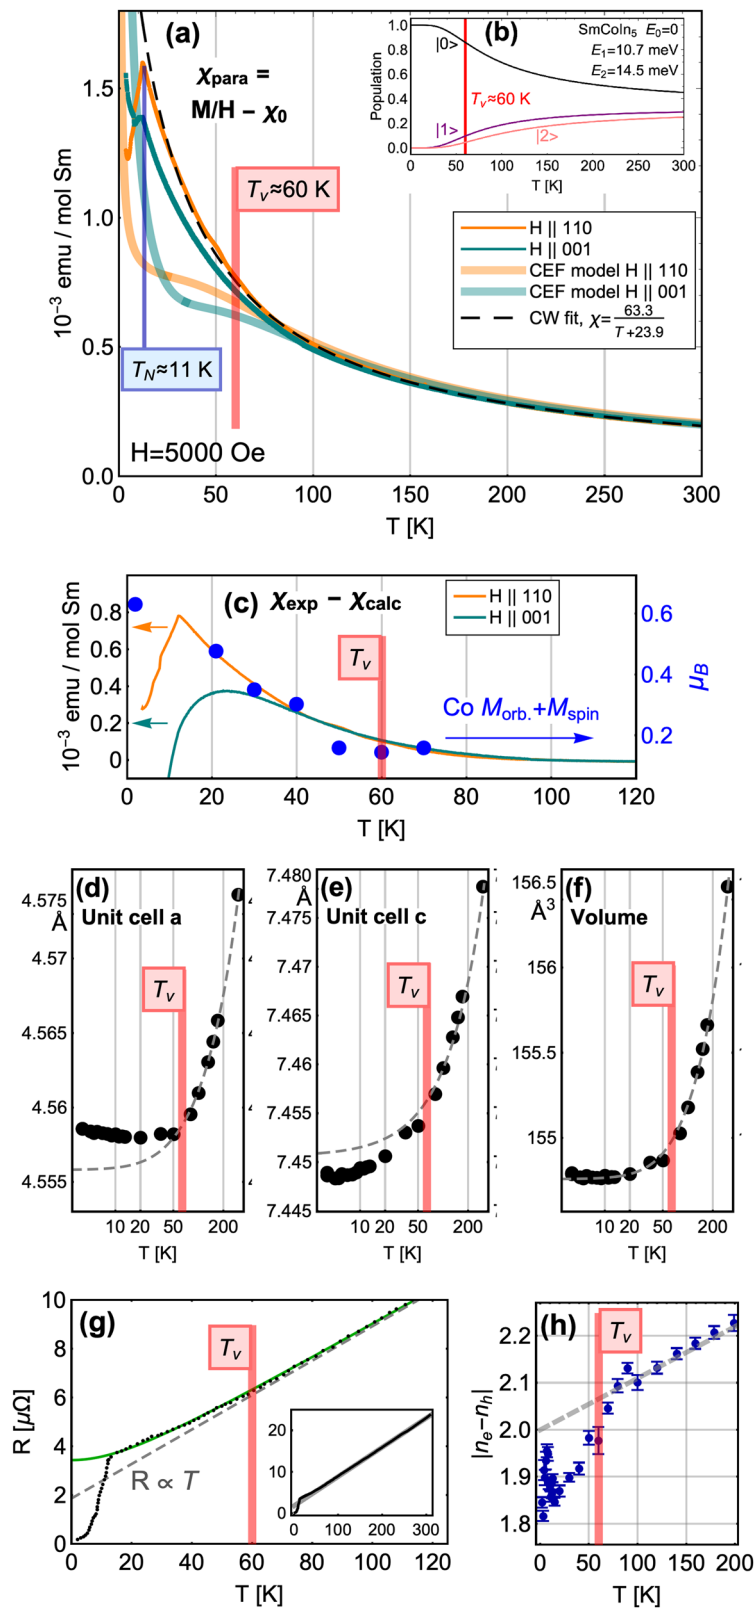 (a)
χpara =
M/H − χ0
Tv≈60 K
TN≈11 K
H=5000 Oe
10⁻³ emu / mol Sm
0.0
0.5
1.0
1.5
0 50 100 150 200 250 300
T [K]
(b)
SmCoIn5 E0=0
E1=10.7 meV
E2=14.5 meV
|0>
|1>
|2>
Tv≈60 K
Population
1.0
0.8
0.6
0.4
0.2
0.0
0 50 100 150 200 250 300
T [K]
H || 110
H || 001
CEF model H || 110
CEF model H || 001
CW fit, χ=63.3/T+23.9
(c)
χexp − χcalc
H || 110
H || 001
Tv
Co Morb.+Mspin
10⁻³ emu / mol Sm
0.8
0.6
0.4
0.2
0
μB
0.6
0.4
0.2
0 20 40 60 80 100 120
T [K]
(d)
Unit cell a
Å
4.575
4.57
4.565
4.56
4.555
Tv
10 20 50 200
T [K]
(e)
Unit cell c
Å
7.480
7.475
7.47
7.465
7.46
7.455
7.45
7.445
Tv
10 20 50 200
T [K]
(f)
Volume
Å³
156.5
156
155.5
155
Tv
10 20 50 200
T [K]
(g)
Tv
R ∝ T
R [μΩ]
10
8
6
4
2
0
0 20 40 60 80 100 120
T [K]
20
10
0
0 100 200 300
(h)
Tv
|ne−nh|
2.2
2.1
2.0
1.9
1.8
0 50 100 150 200
T [K]